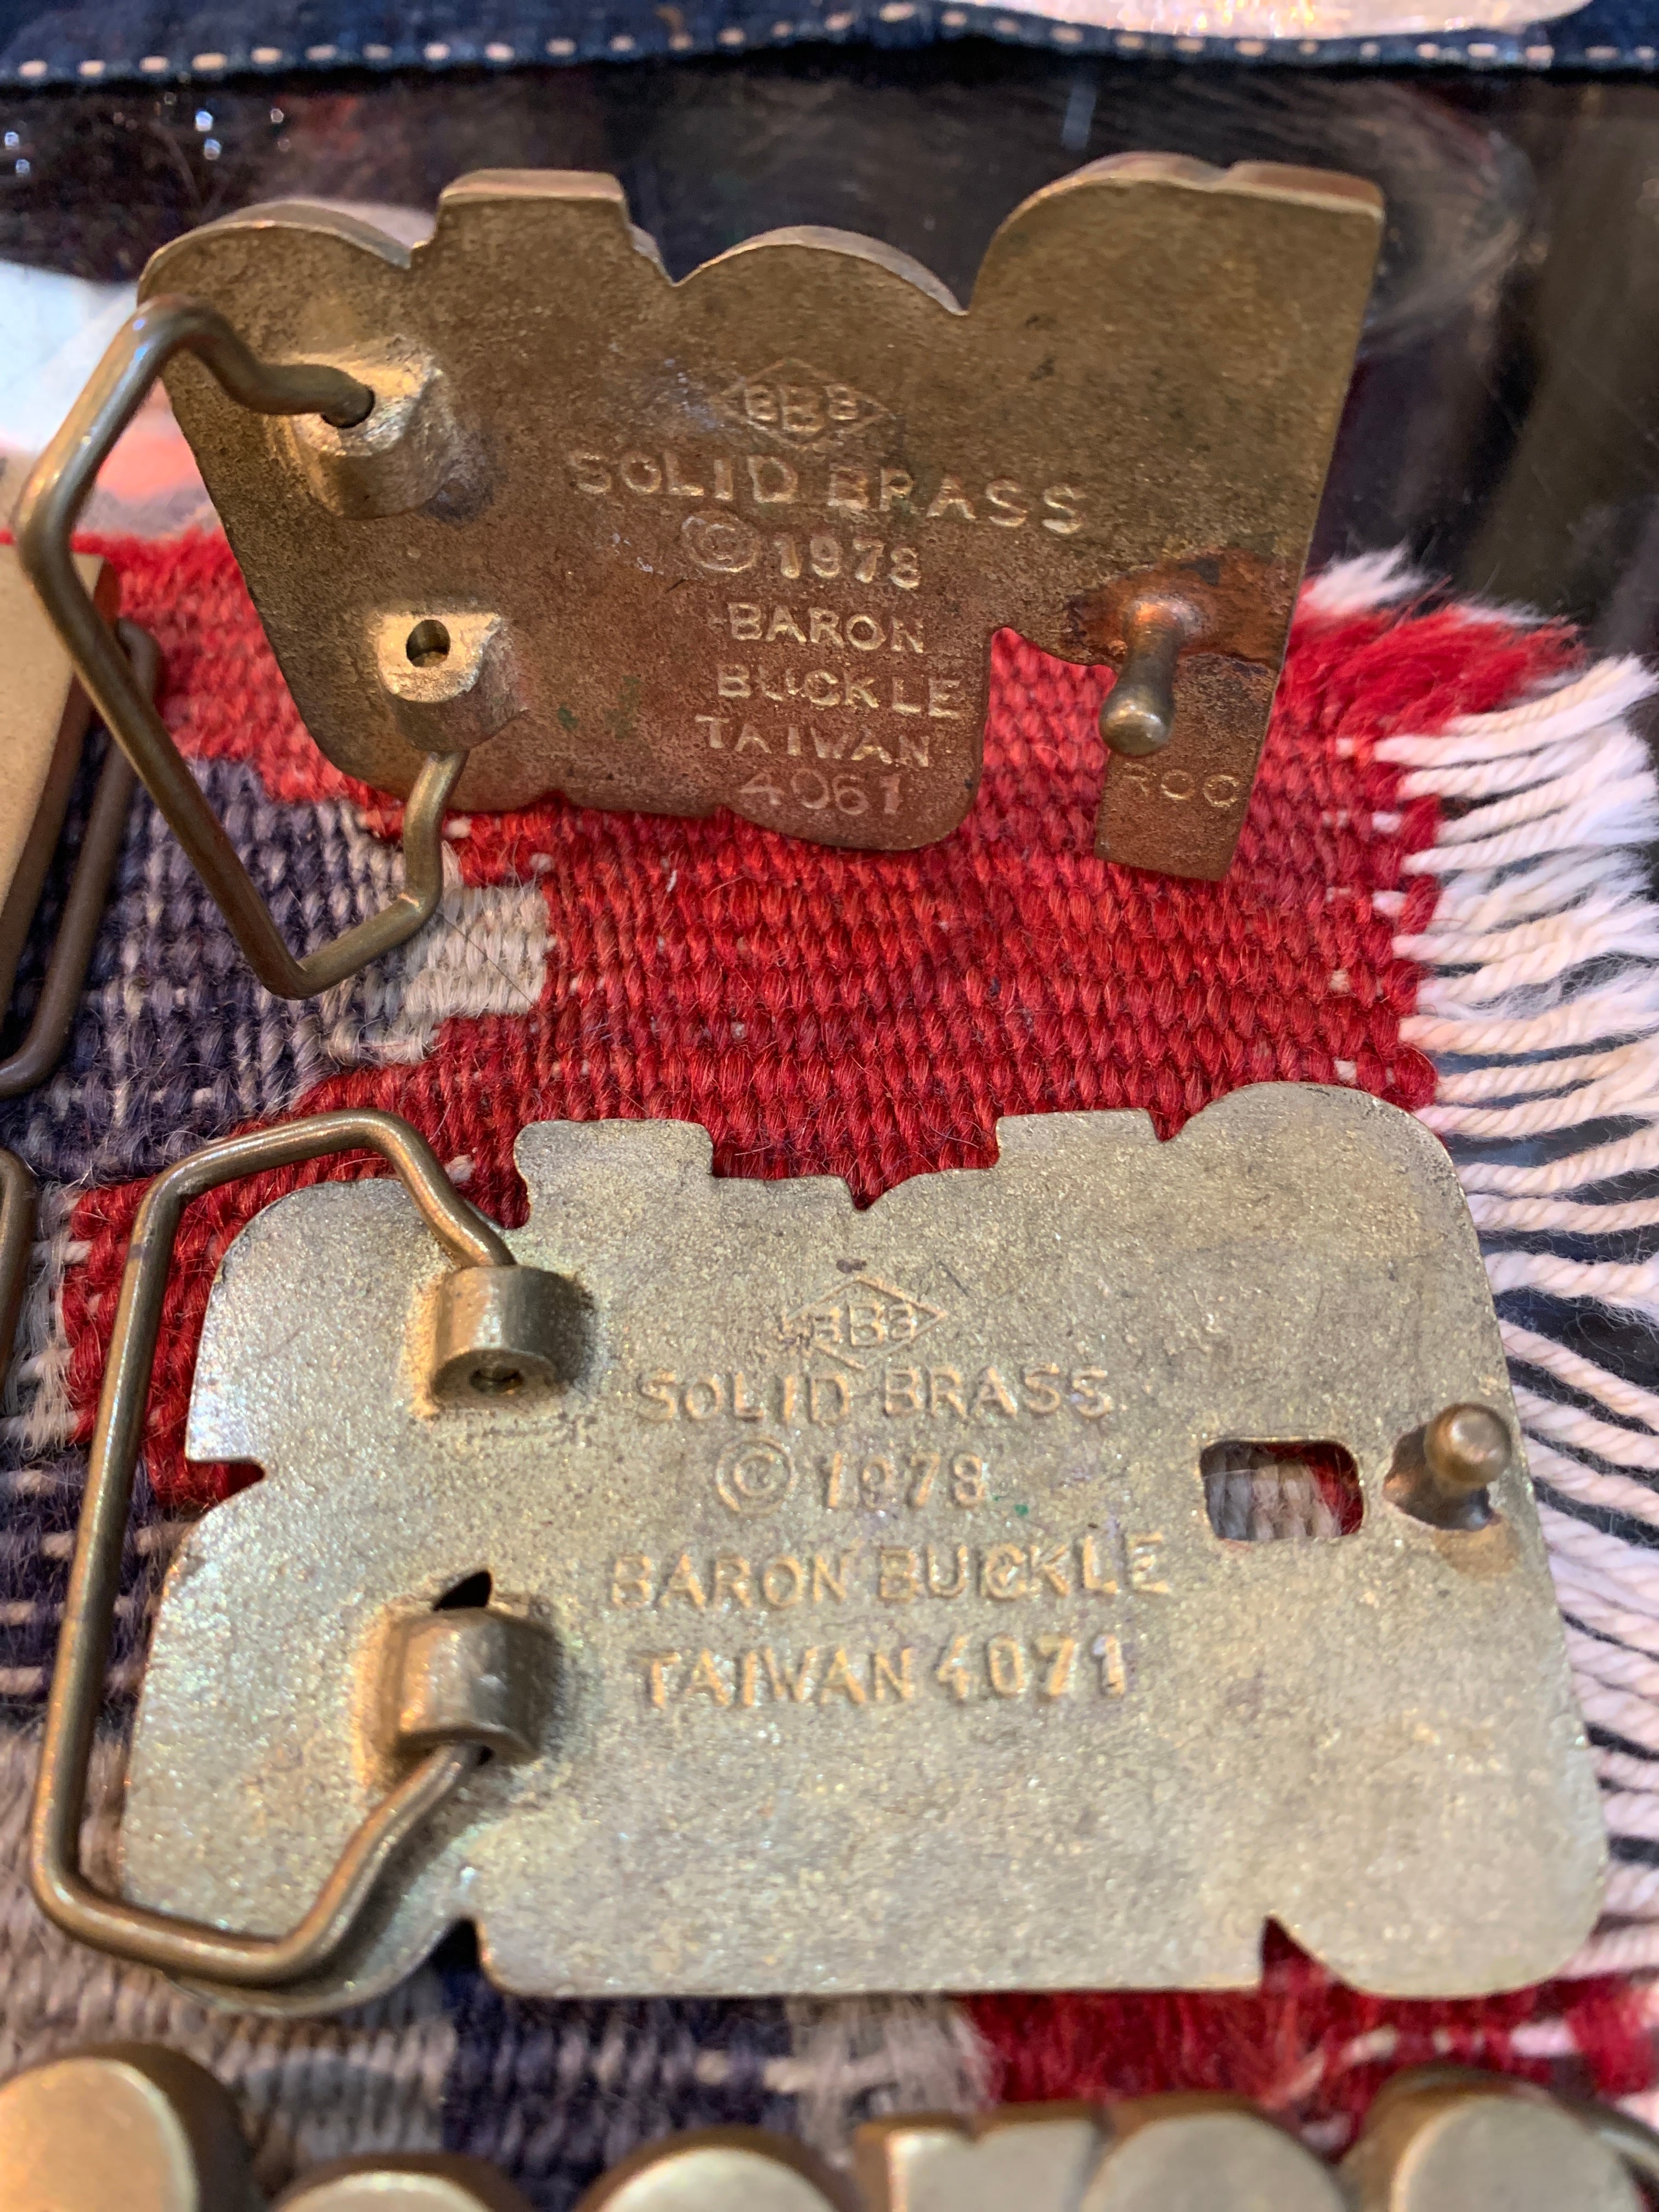 BBB
SOLID BRASS
© 1978
BARON
BUCKLE
TAIWAN
4061
ROC
BBB
SOLID BRASS
© 1978
BARON BUCKLE
TAIWAN 4071